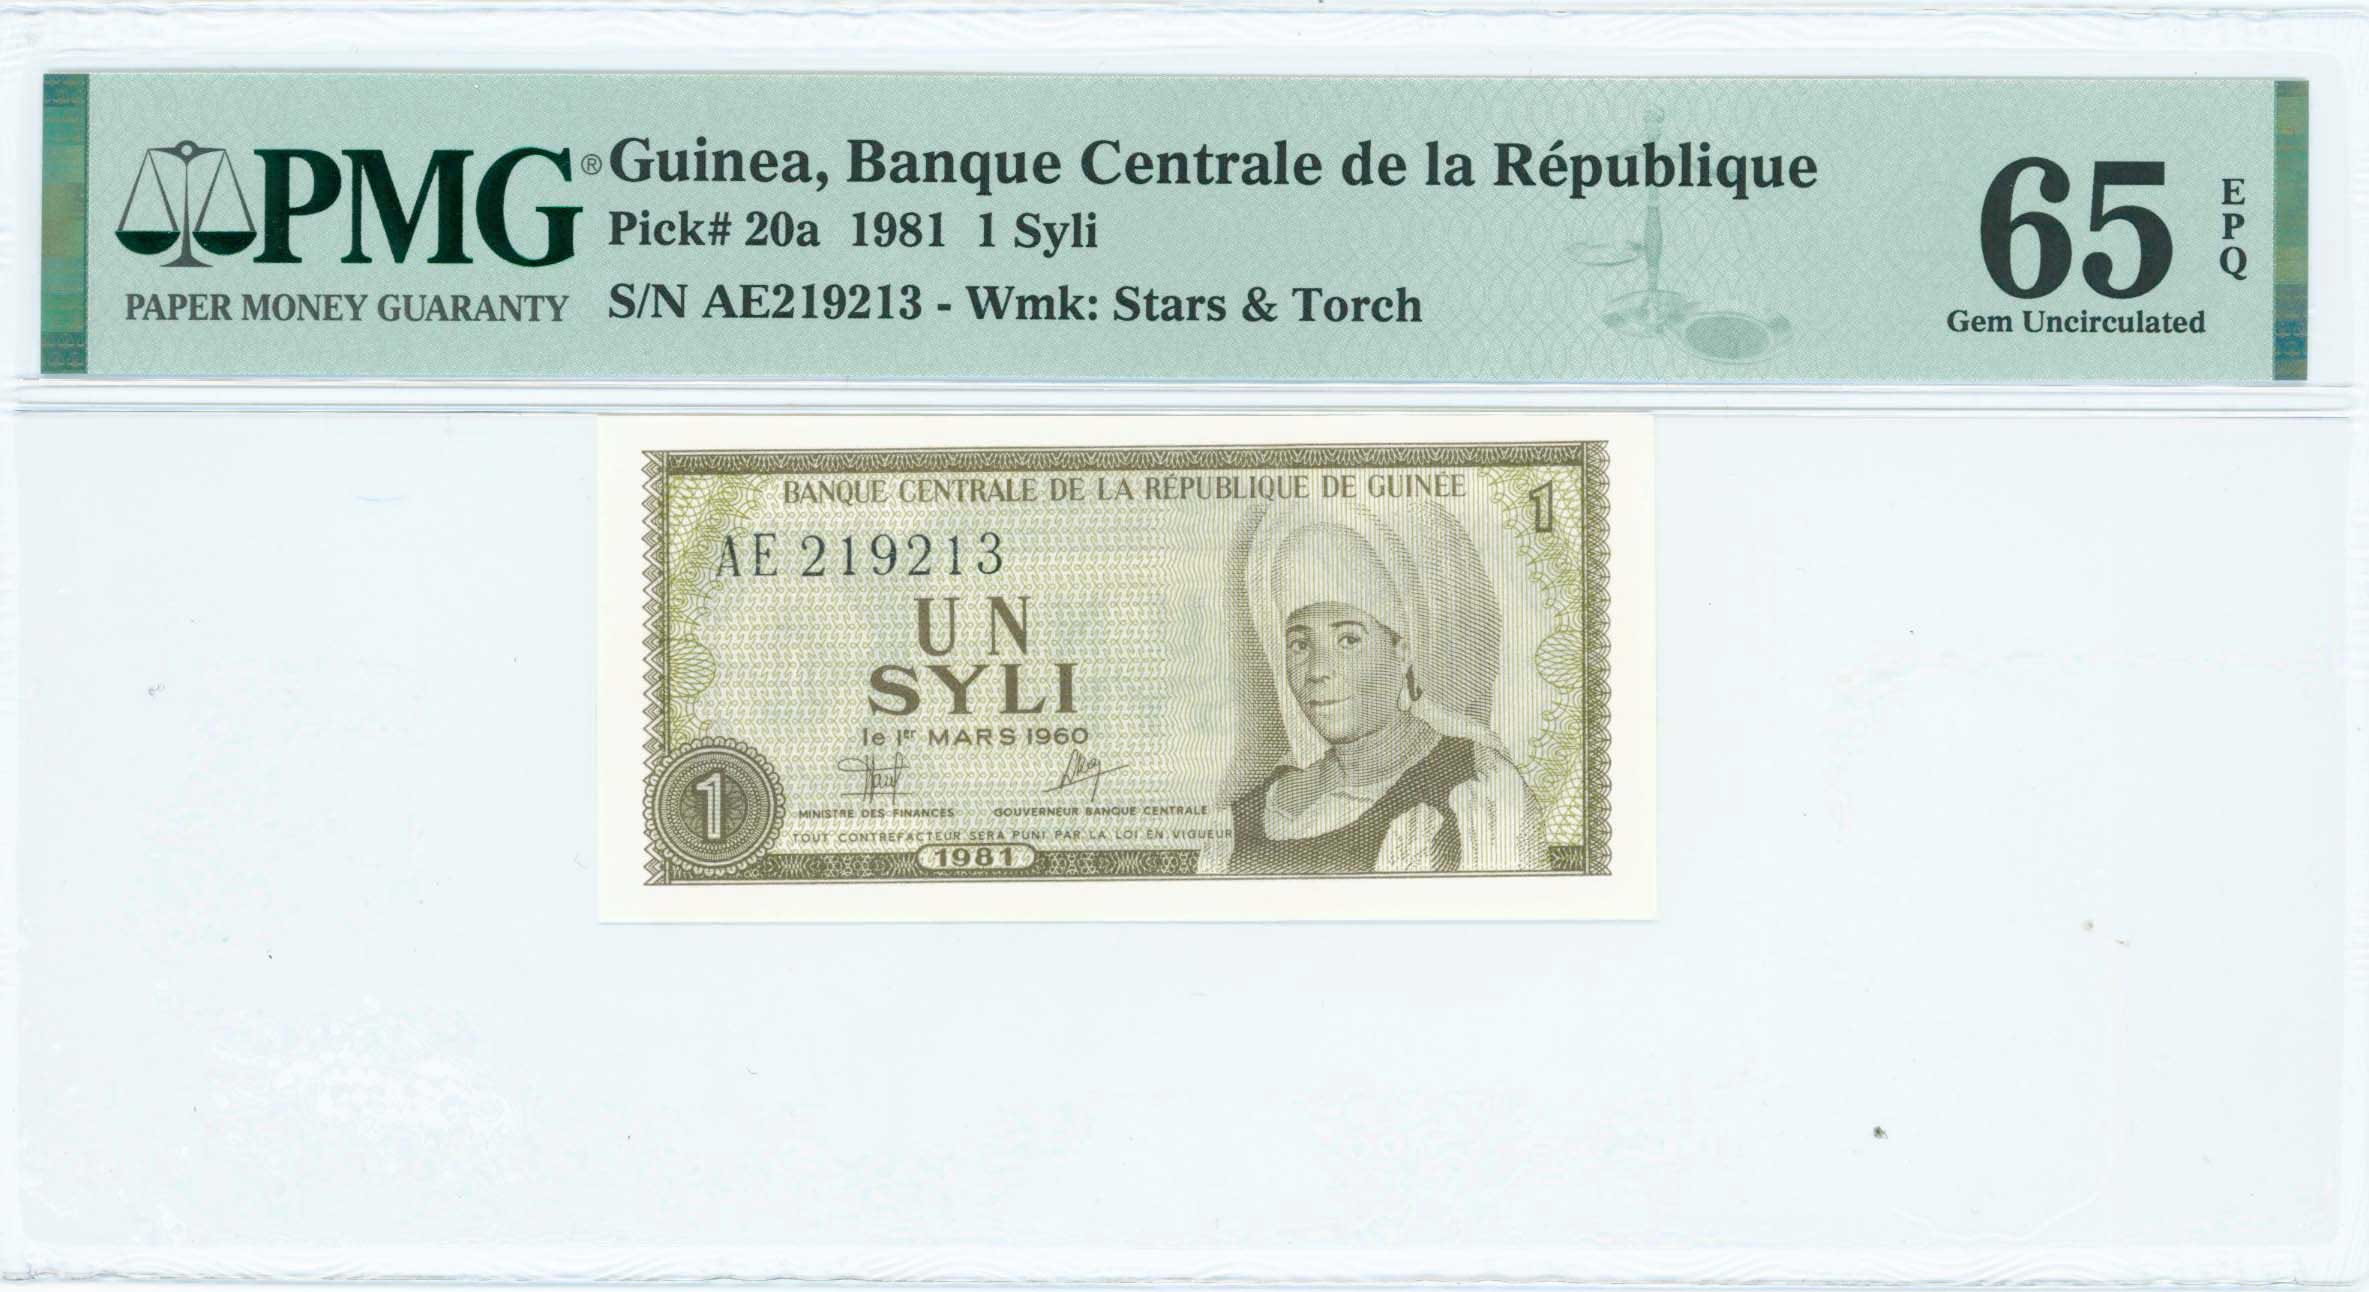 PMG®
PAPER MONEY GUARANTY
Guinea, Banque Centrale de la République
Pick# 20a 1981 1 Syli
S/N AE219213 - Wmk: Stars & Torch
65
EPQ
Gem Uncirculated
BANQUE CENTRALE DE LA RÉPUBLIQUE DE GUINÉE
1
AE 219213
UN
SYLI
le 1er MARS 1960
MINISTRE DES FINANCES GOUVERNEUR BANQUE CENTRALE
TOUT CONTREFACTEUR SERA PUNI PAR LA LOI EN VIGUEUR
1
1981